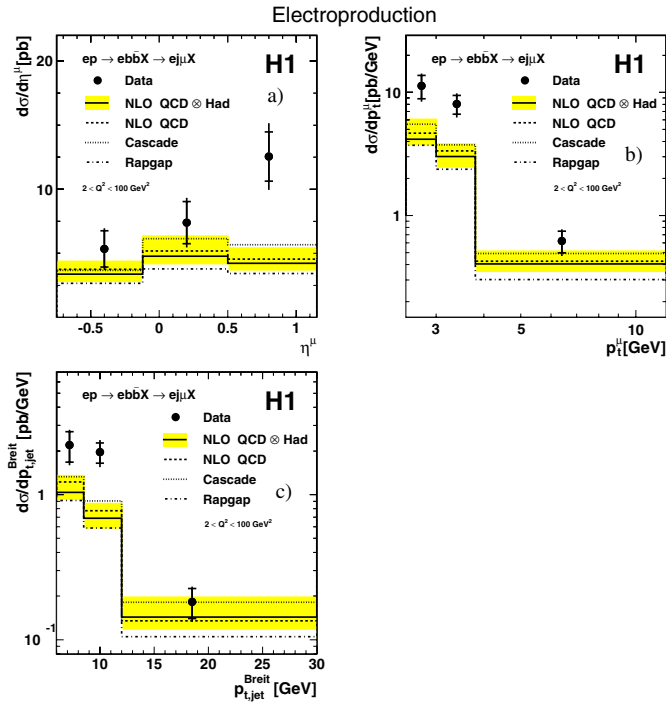 Electroproduction
dσ/dη^μ [pb]
ep → ebb̄X → ejμX
H1
Data
NLO QCD ⊗ Had
NLO QCD
Cascade
Rapgap
2 < Q² < 100 GeV²
a)
10
-0.5 0 0.5 1
η^μ
dσ/dp_t^μ [pb/GeV]
ep → ebb̄X → ejμX
H1
Data
NLO QCD ⊗ Had
NLO QCD
Cascade
Rapgap
2 < Q² < 100 GeV²
b)
10
1
3 5 10
p_t^μ [GeV]
dσ/dp_{t,jet}^{Breit} [pb/GeV]
ep → ebb̄X → ejμX
H1
Data
NLO QCD ⊗ Had
NLO QCD
Cascade
Rapgap
2 < Q² < 100 GeV²
c)
1
10⁻¹
10 15 20 25 30
p_{t,jet}^{Breit} [GeV]